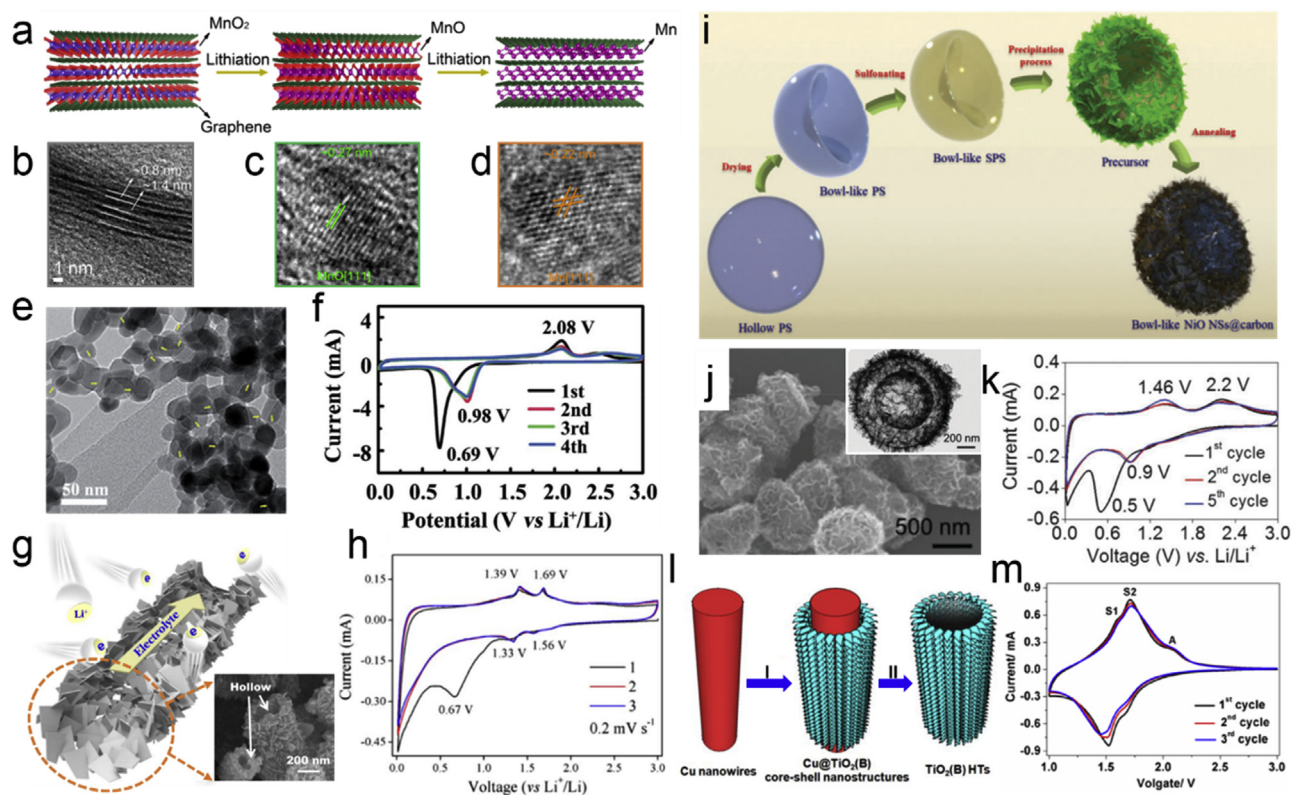 a
MnO₂
Lithiation
MnO
Lithiation
Mn
Graphene
b
~0.8 nm
~1.4 nm
1 nm
c
~0.27 nm
MnO[111]
d
~0.22 nm
e
50 nm
f
2.08 V
0.98 V
0.69 V
1st
2nd
3rd
4th
4
0
-4
-8
Current (mA)
0.0 0.6 1.2 1.8 2.4 3.0
Potential (V vs Li⁺/Li)
g
Li⁺
e
e
e
e
Electrolyte
Hollow
200 nm
h
1.39 V
1.69 V
1.33 V
1.56 V
0.67 V
1
2
3
0.2 mV s⁻¹
0.15
0.00
-0.15
-0.30
-0.45
Current (mA)
0.0 0.5 1.0 1.5 2.0 2.5 3.0
Voltage (vs Li⁺/Li)
i
Hollow PS
Drying
Bowl-like PS
Sulfonating
Bowl-like SPS
Precipitation
process
Precursor
Annealing
Bowl-like NiO NSs@carbon
j
200 nm
500 nm
k
1.46 V
2.2 V
0.9 V
0.5 V
1ˢᵗ cycle
2ⁿᵈ cycle
5ᵗʰ cycle
0.4
0.2
0.0
-0.2
-0.4
-0.6
Current (mA)
0.0 0.5 1.0 1.5 2.0 2.5 3.0
Voltage (V) vs. Li/Li⁺
l
I
II
Cu nanowires
Cu@TiO₂(B)
core-shell nanostructures
TiO₂(B) HTs
m
S1
S2
A
1ˢᵗ cycle
2ⁿᵈ cycle
3ʳᵈ cycle
0.9
0.6
0.3
0.0
-0.3
-0.6
-0.9
Current/ mA
1.0 1.5 2.0 2.5 3.0
Volgate/ V